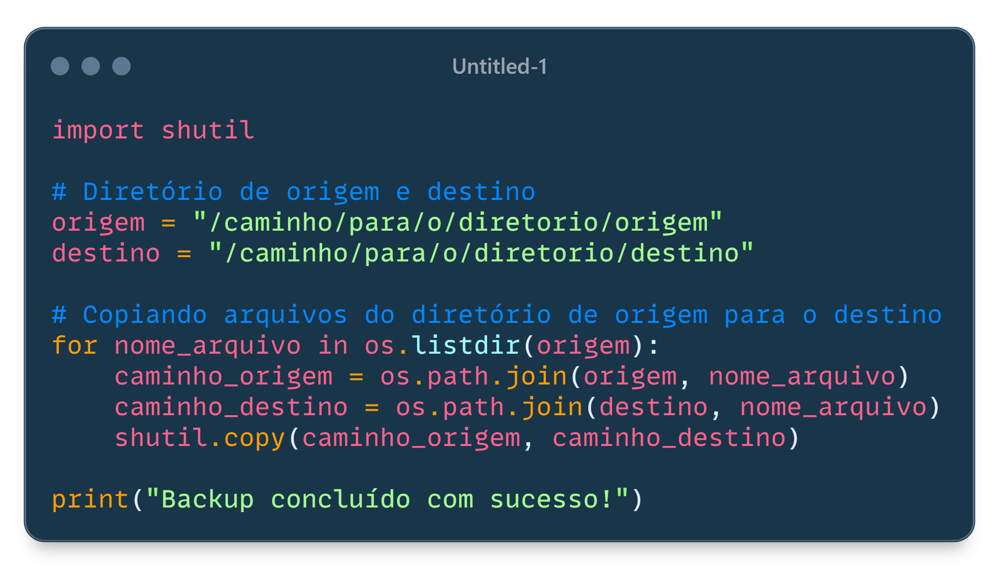 Untitled-1
import shutil
# Diretório de origem e destino
origem = "/caminho/para/o/diretorio/origem"
destino = "/caminho/para/o/diretorio/destino"
# Copiando arquivos do diretório de origem para o destino
for nome_arquivo in os.listdir(origem):
    caminho_origem = os.path.join(origem, nome_arquivo)
    caminho_destino = os.path.join(destino, nome_arquivo)
    shutil.copy(caminho_origem, caminho_destino)
print("Backup concluído com sucesso!")